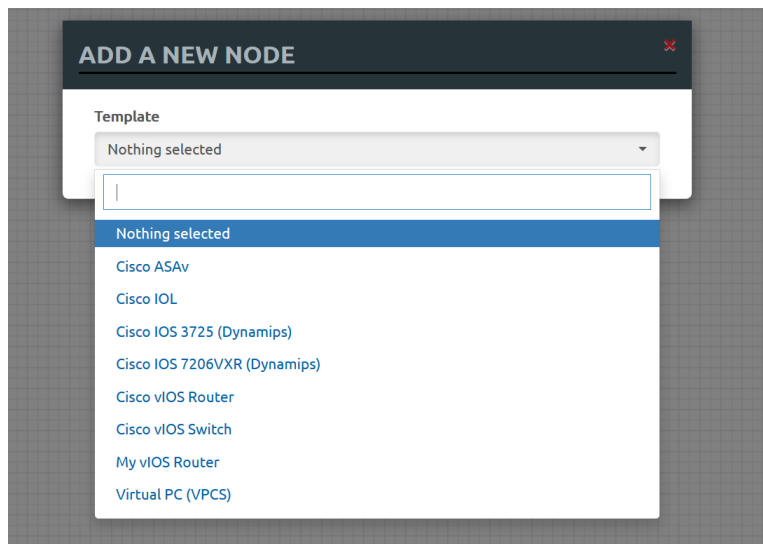 ADD A NEW NODE
Template
Nothing selected
Nothing selected
Cisco ASAv
Cisco IOL
Cisco IOS 3725 (Dynamips)
Cisco IOS 7206VXR (Dynamips)
Cisco vIOS Router
Cisco vIOS Switch
My vIOS Router
Virtual PC (VPCS)